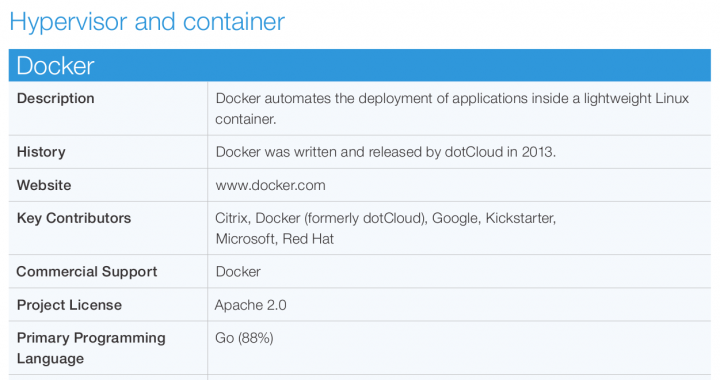 Hypervisor and container
Docker
Description
Docker automates the deployment of applications inside a lightweight Linux
container.
History
Docker was written and released by dotCloud in 2013.
Website
www.docker.com
Key Contributors
Citrix, Docker (formerly dotCloud), Google, Kickstarter,
Microsoft, Red Hat
Commercial Support
Docker
Project License
Apache 2.0
Primary Programming
Language
Go (88%)